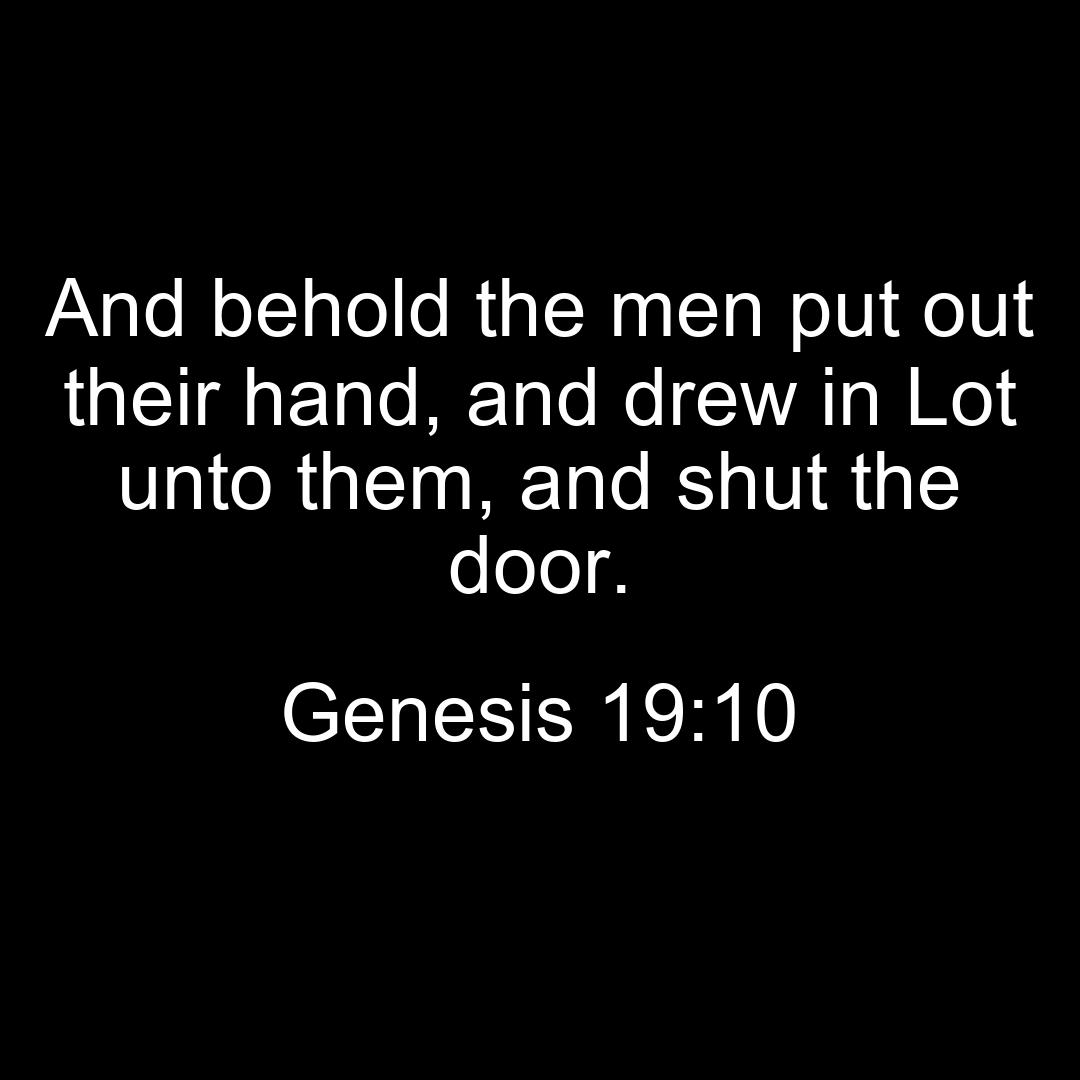 And behold the men put out
their hand, and drew in Lot
unto them, and shut the
door.
Genesis 19:10